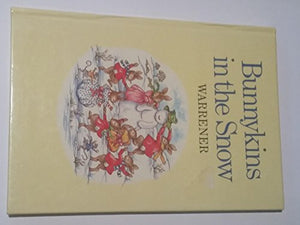 Bunnykins
in the Snow
WARRENER